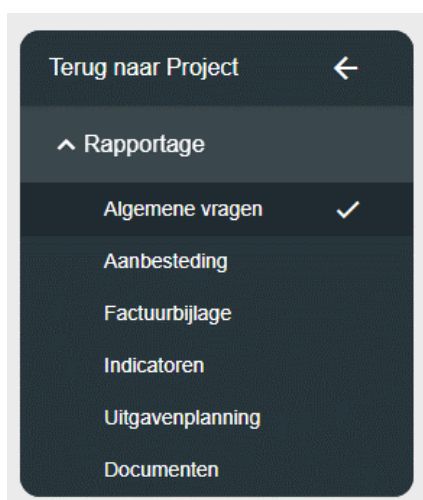 Terug naar Project
Rapportage
Algemene vragen
Aanbesteding
Factuurbijlage
Indicatoren
Uitgavenplanning
Documenten